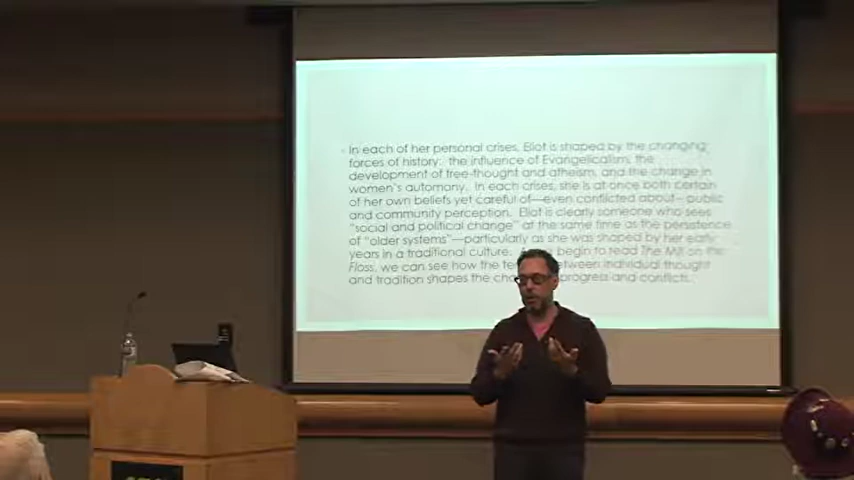 In each of her personal crises, Eliot is shaped by the changing
forces of history: the influence of Evangelicalism, the
development of free-thought and atheism, and the change in
women's autonomy. In each crisis, she is at once both certain
of her own beliefs yet careful of—even conflicted about– public
and community perception. Eliot is clearly someone who sees
"social and political change" at the same time as the persistence
of "older systems"—particularly as she was shaped by her early
years in a traditional culture. begin to read The Mill on the
Floss, we can see how the between individual thought
and tradition shapes the progress and conflict.